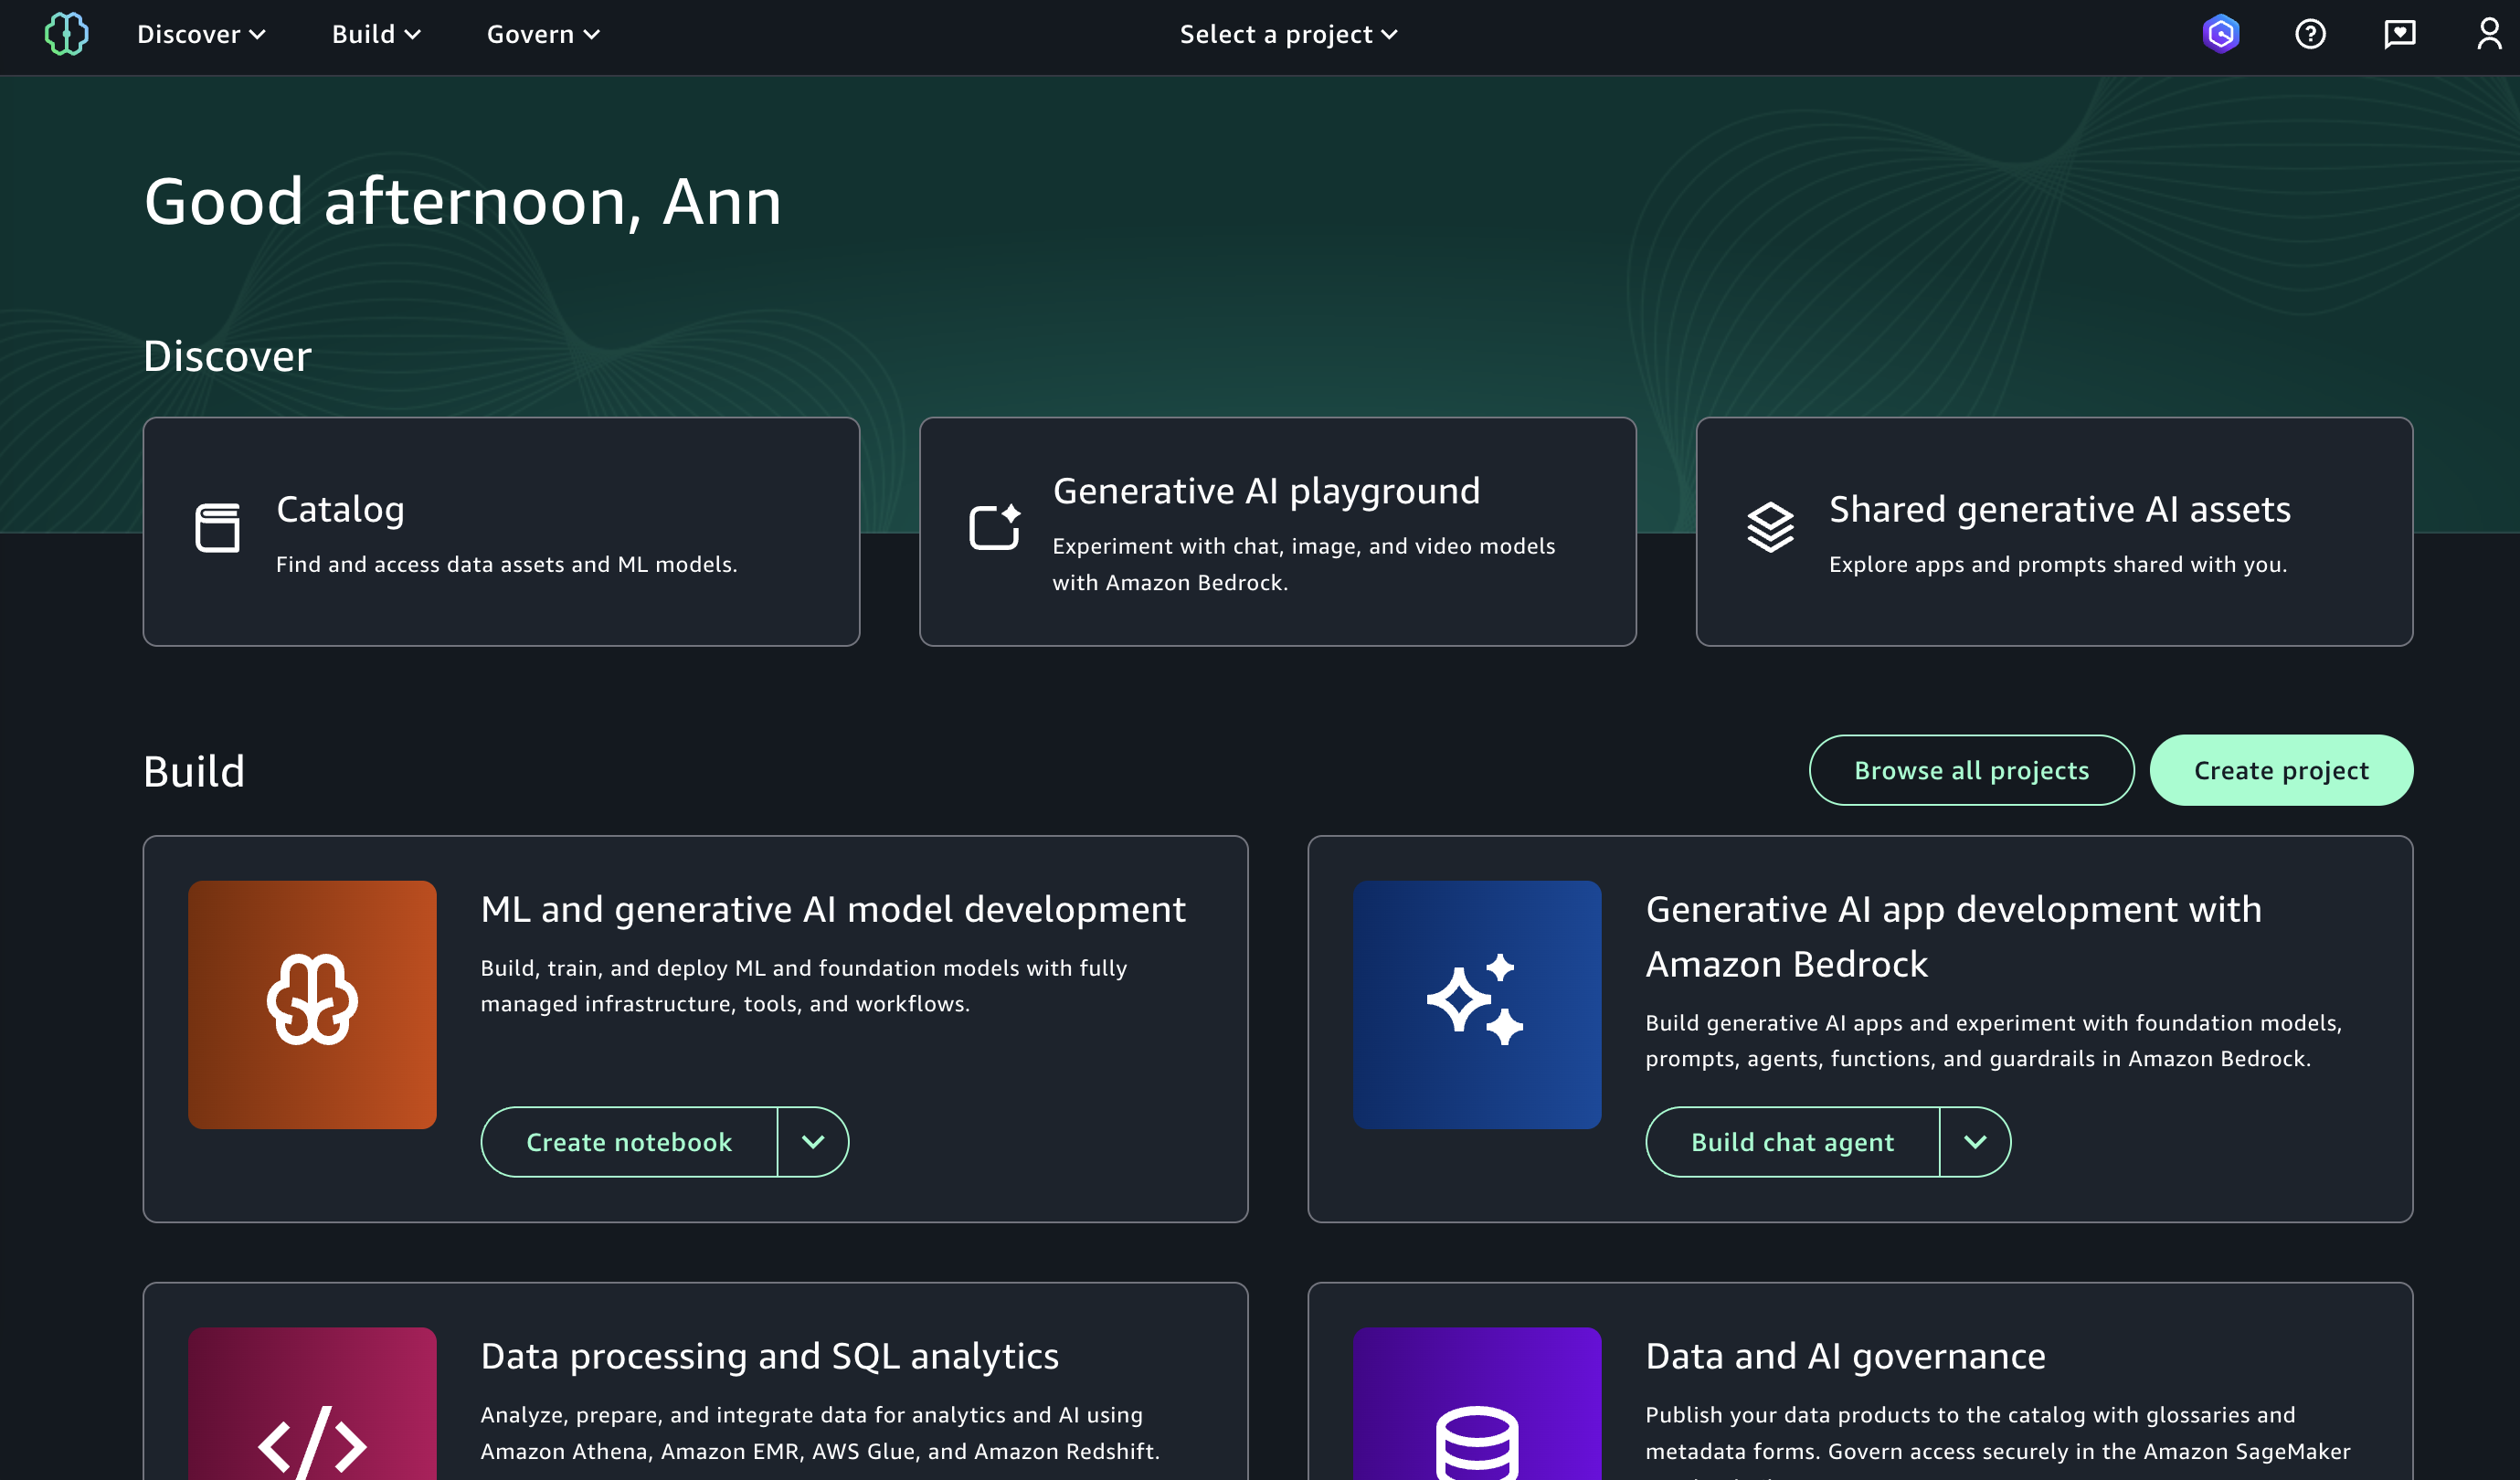 Discover
Build
Govern
Select a project
Good afternoon, Ann
Discover
Catalog
Find and access data assets and ML models.
Generative AI playground
Experiment with chat, image, and video models
with Amazon Bedrock.
Shared generative AI assets
Explore apps and prompts shared with you.
Build
Browse all projects
Create project
ML and generative AI model development
Build, train, and deploy ML and foundation models with fully
managed infrastructure, tools, and workflows.
Create notebook
Generative AI app development with
Amazon Bedrock
Build generative AI apps and experiment with foundation models,
prompts, agents, functions, and guardrails in Amazon Bedrock.
Build chat agent
Data processing and SQL analytics
Analyze, prepare, and integrate data for analytics and AI using
Amazon Athena, Amazon EMR, AWS Glue, and Amazon Redshift.
Data and AI governance
Publish your data products to the catalog with glossaries and
metadata forms. Govern access securely in the Amazon SageMaker